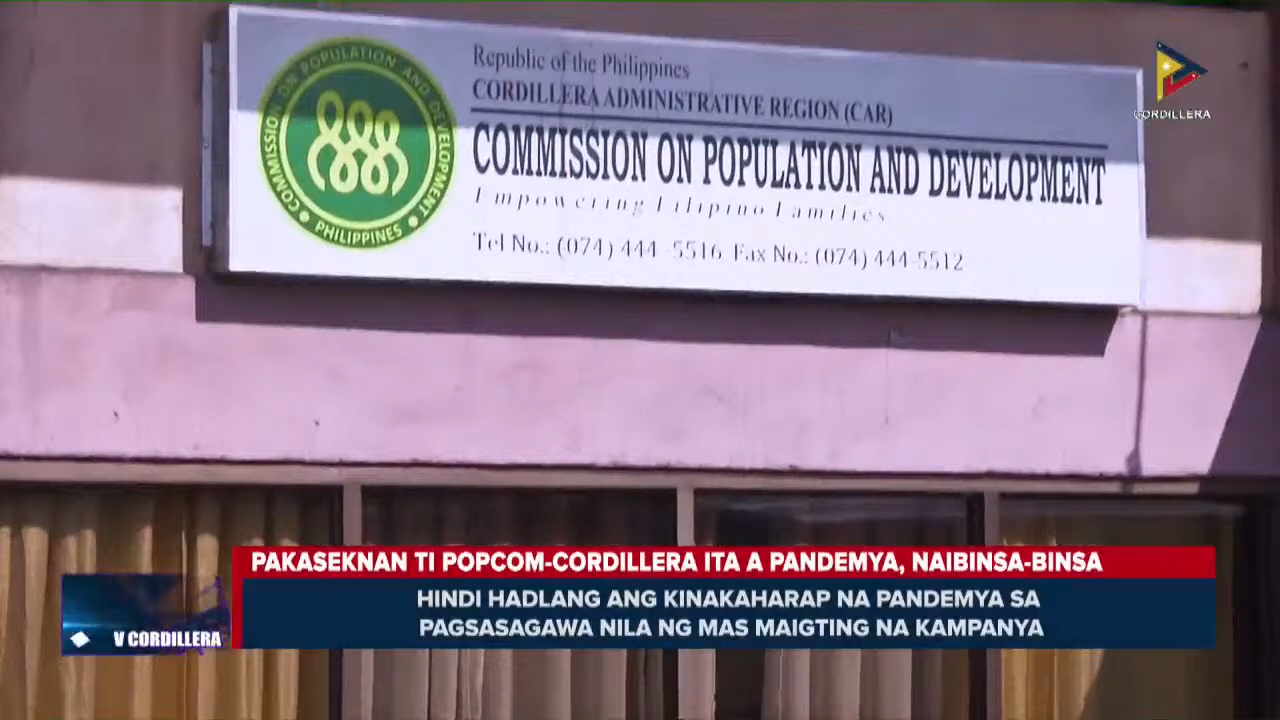 CORDILLERA
COMMISSION ON POPULATION AND DEVELOPMENT
PHILIPPINES
Republic of the Philippines
CORDILLERA ADMINISTRATIVE REGION (CAR)
COMMISSION ON POPULATION AND DEVELOPMENT
Empowering Filipino Families
Tel No.: (074) 444 -5516 Fax No.: (074) 444-5512
PAKASEKNAN TI POPCOM-CORDILLERA ITA A PANDEMYA, NAIBINSA-BINSA
HINDI HADLANG ANG KINAKAHARAP NA PANDEMYA SA
PAGSASAGAWA NILA NG MAS MAIGTING NA KAMPANYA
V CORDILLERA